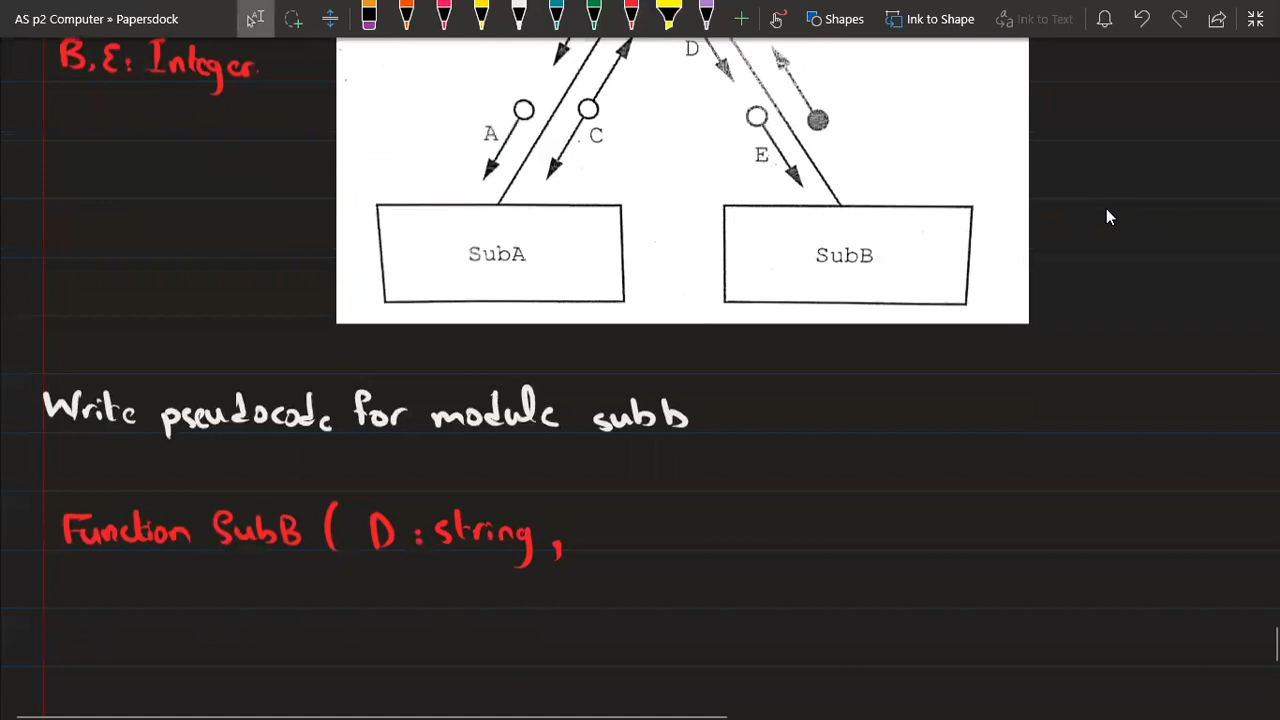 AS p2 Computer » Papersdock
Shapes
Ink to Shape
Ink to Text
B, E: Integer.
D
A
C
E
SubA
SubB
Write pseudocode for module subb
Function SubB ( D : string ,